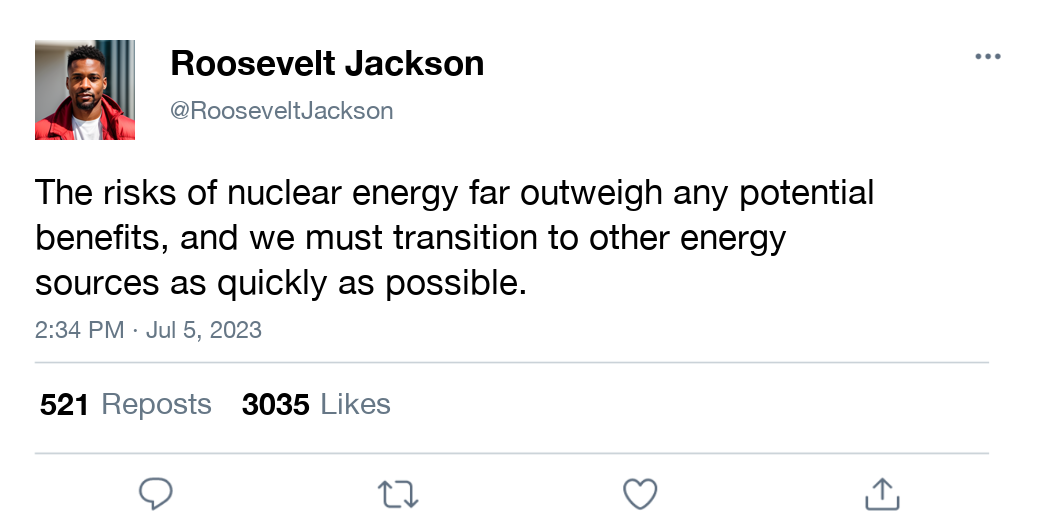 Roosevelt Jackson
@RooseveltJackson
The risks of nuclear energy far outweigh any potential
benefits, and we must transition to other energy
sources as quickly as possible.
2:34 PM · Jul 5, 2023
521 Reposts 3035 Likes